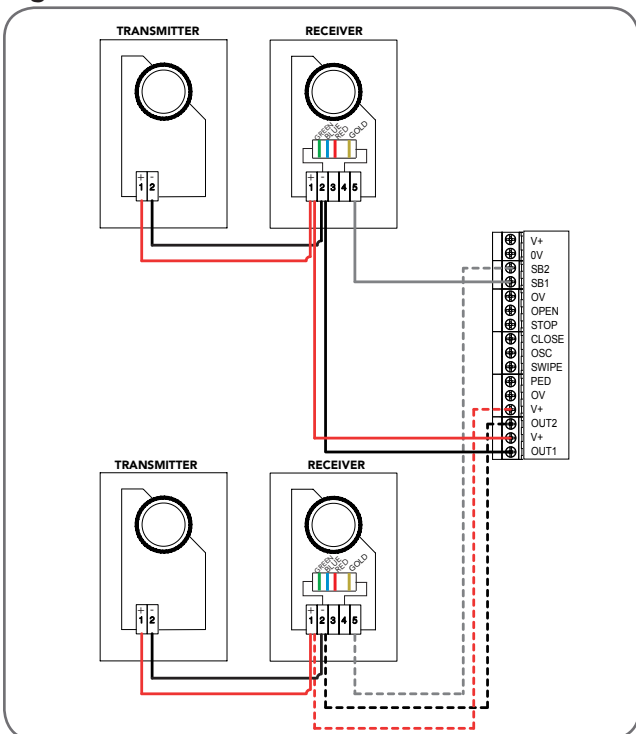 TRANSMITTER
RECEIVER
GREEN
BLUE
RED
GOLD
+ -
1 2
+ -
1 2 3 4 5
V+
0V
SB2
SB1
OV
OPEN
STOP
CLOSE
OSC
SWIPE
PED
OV
V+
OUT2
V+
OUT1
TRANSMITTER
RECEIVER
GREEN
BLUE
RED
GOLD
+ -
1 2
+ -
1 2 3 4 5